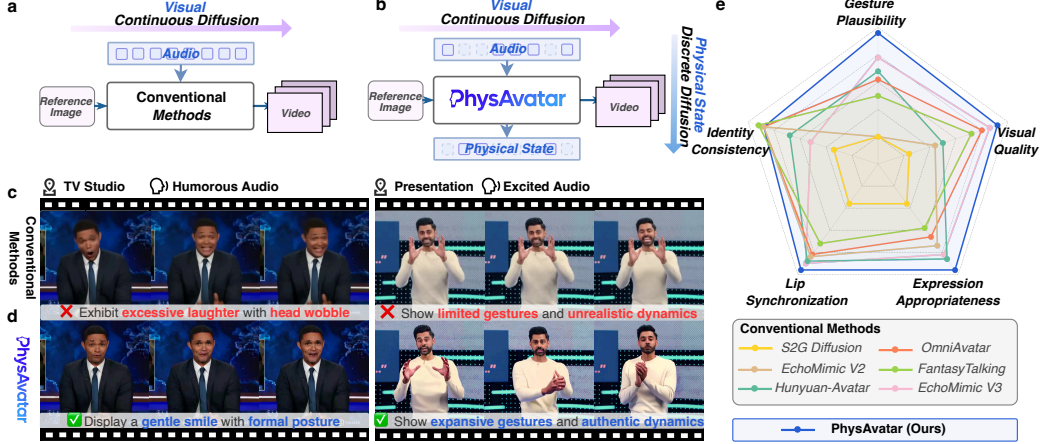 a
Visual
Continuous Diffusion
Audio
Reference
Image
Conventional
Methods
Video
b
Visual
Continuous Diffusion
Audio
Reference
Image
PhysAvatar
Video
Physical State
Physical State
Discrete Diffusion
c
TV Studio
Humorous Audio
Presentation
Excited Audio
Conventional
Methods
Exhibit excessive laughter with head wobble
Show limited gestures and unrealistic dynamics
d
PhysAvatar
Display a gentle smile with formal posture
Show expansive gestures and authentic dynamics
e
Gesture
Plausibility
Identity
Consistency
Visual
Quality
Lip
Synchronization
Expression
Appropriateness
Conventional Methods
S2G Diffusion
OmniAvatar
EchoMimic V2
FantasyTalking
Hunyuan-Avatar
EchoMimic V3
PhysAvatar (Ours)